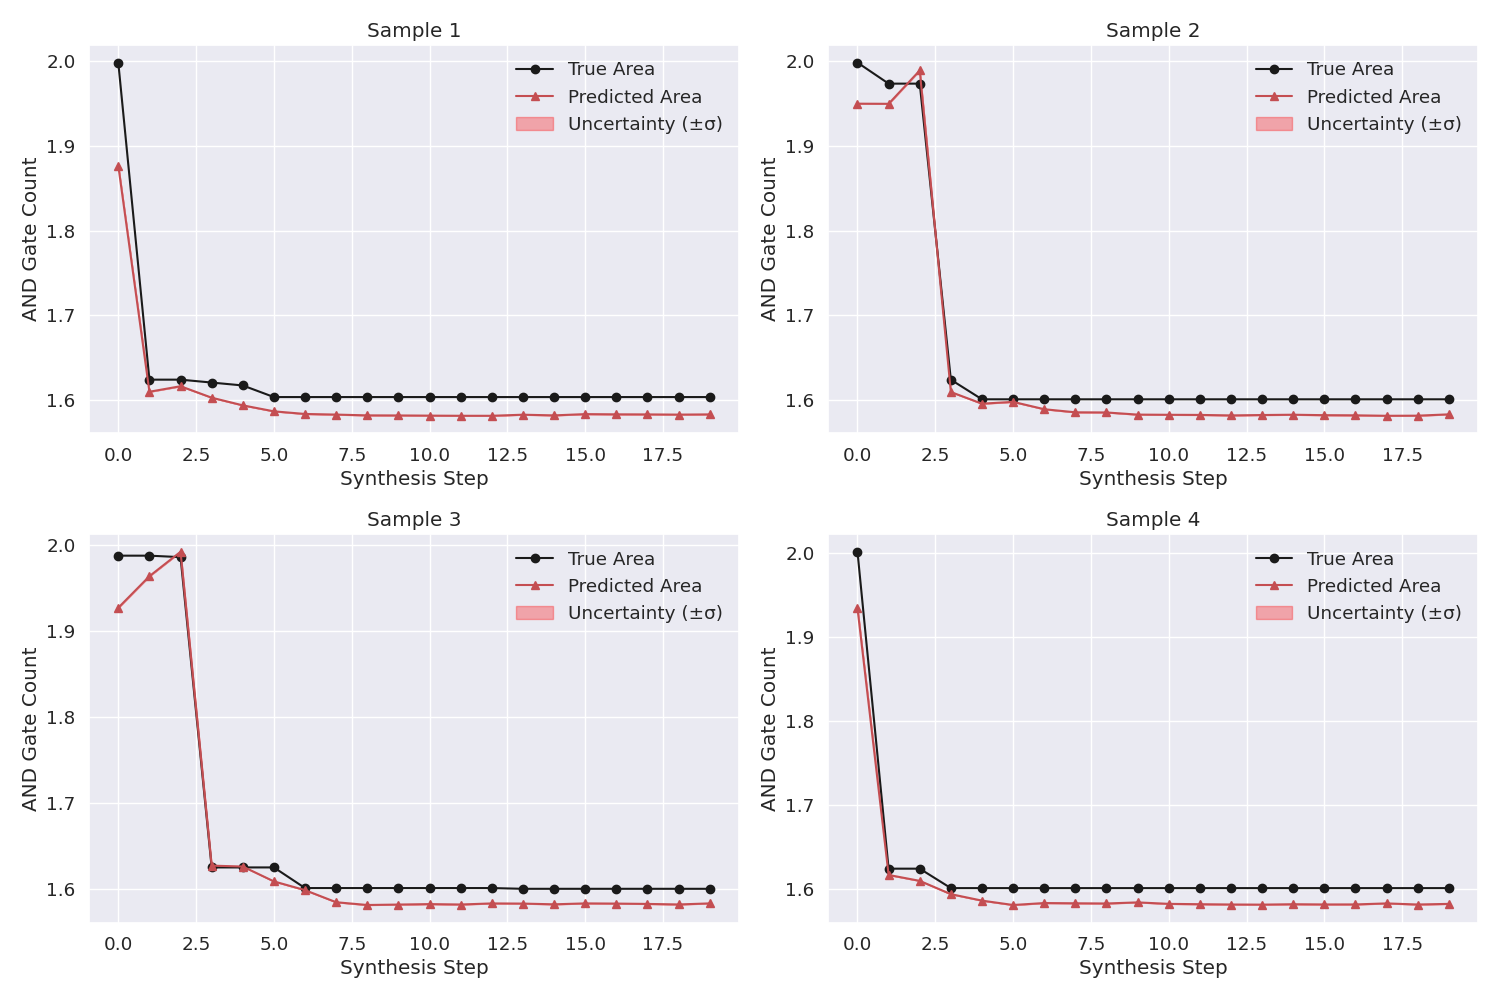 Sample 1
2.0
1.9
1.8
1.7
1.6
AND Gate Count
True Area
Predicted Area
Uncertainty (±σ)
0.0 2.5 5.0 7.5 10.0 12.5 15.0 17.5
Synthesis Step
Sample 2
2.0
1.9
1.8
1.7
1.6
AND Gate Count
True Area
Predicted Area
Uncertainty (±σ)
0.0 2.5 5.0 7.5 10.0 12.5 15.0 17.5
Synthesis Step
Sample 3
2.0
1.9
1.8
1.7
1.6
AND Gate Count
True Area
Predicted Area
Uncertainty (±σ)
0.0 2.5 5.0 7.5 10.0 12.5 15.0 17.5
Synthesis Step
Sample 4
2.0
1.9
1.8
1.7
1.6
AND Gate Count
True Area
Predicted Area
Uncertainty (±σ)
0.0 2.5 5.0 7.5 10.0 12.5 15.0 17.5
Synthesis Step